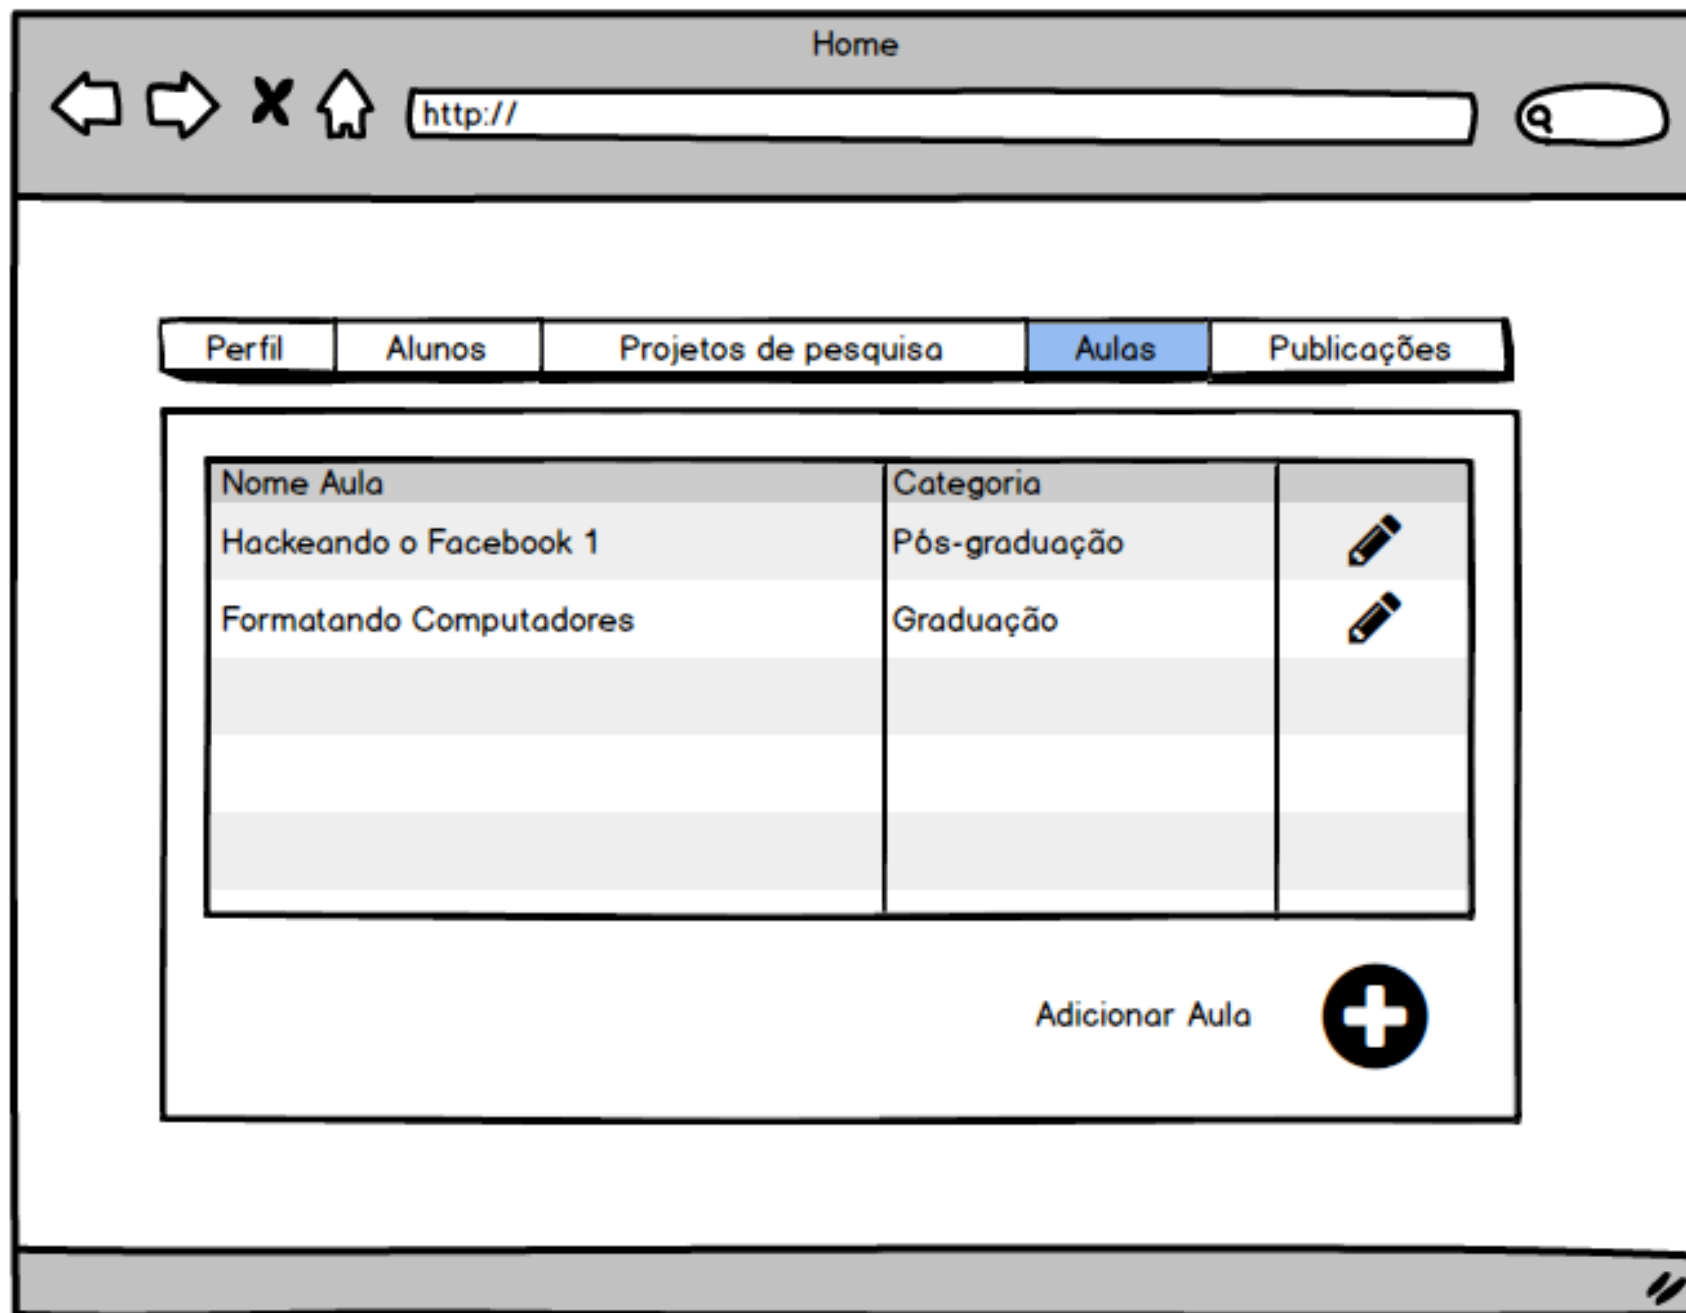 Home
http://
Perfil Alunos Projetos de pesquisa Aulas Publicações
Nome Aula Categoria
Hackeando o Facebook 1 Pós-graduação
Formatando Computadores Graduação
Adicionar Aula